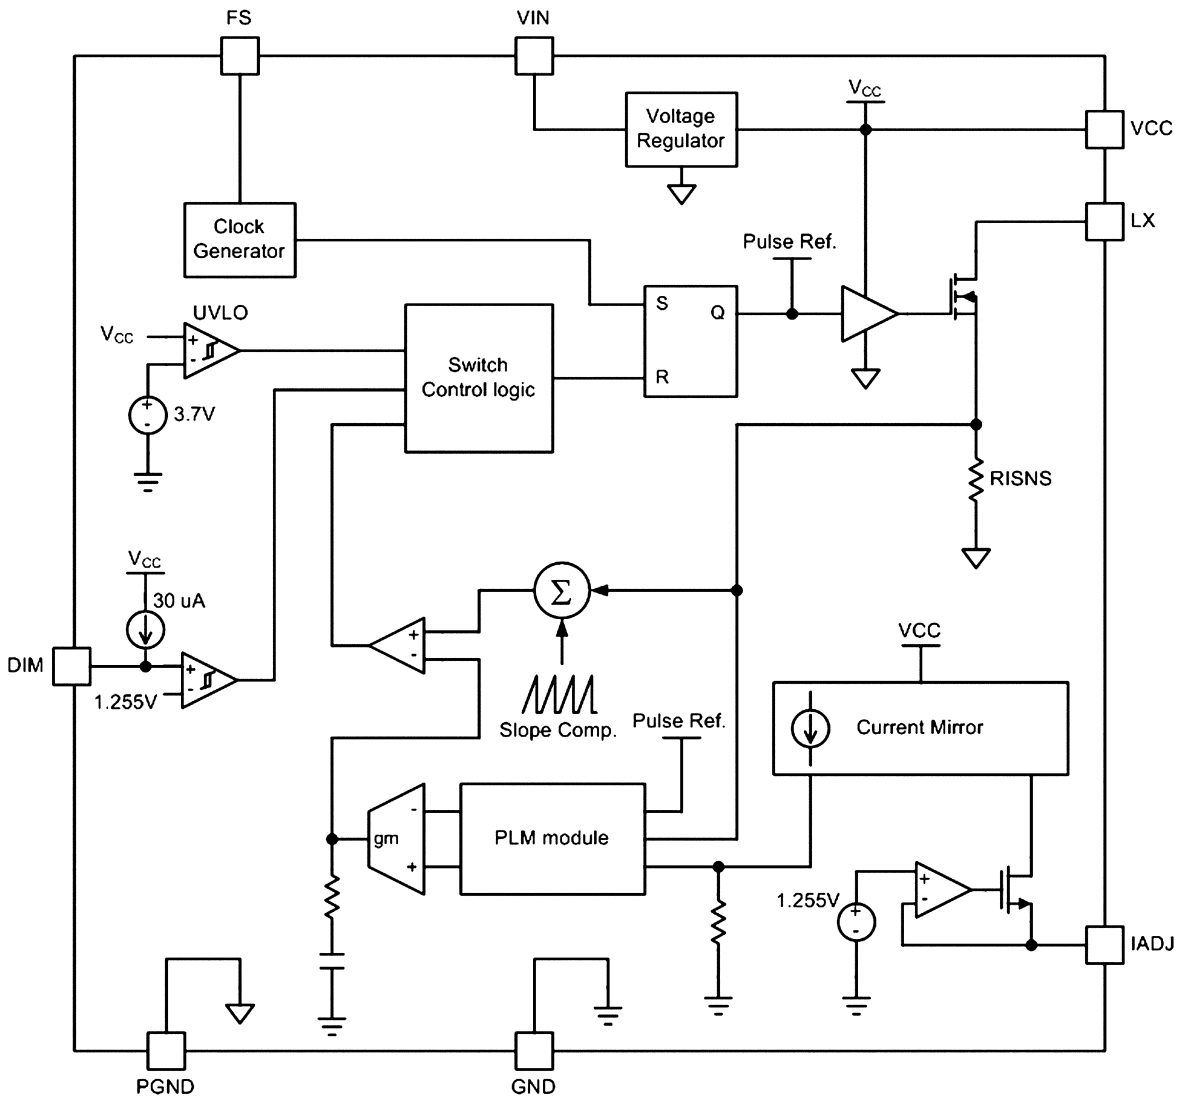 FS
VIN
Voltage
Regulator
VCC
VCC
Clock
Generator
LX
Pulse Ref.
UVLO
VCC
+
-
S
Q
R
Switch
Control logic
+
-
3.7V
RISNS
VCC
30 uA
Σ
DIM
+
-
1.255V
+
-
Slope Comp.
VCC
Pulse Ref.
Current Mirror
gm
-
+
PLM module
1.255V
+
-
+
-
IADJ
PGND
GND